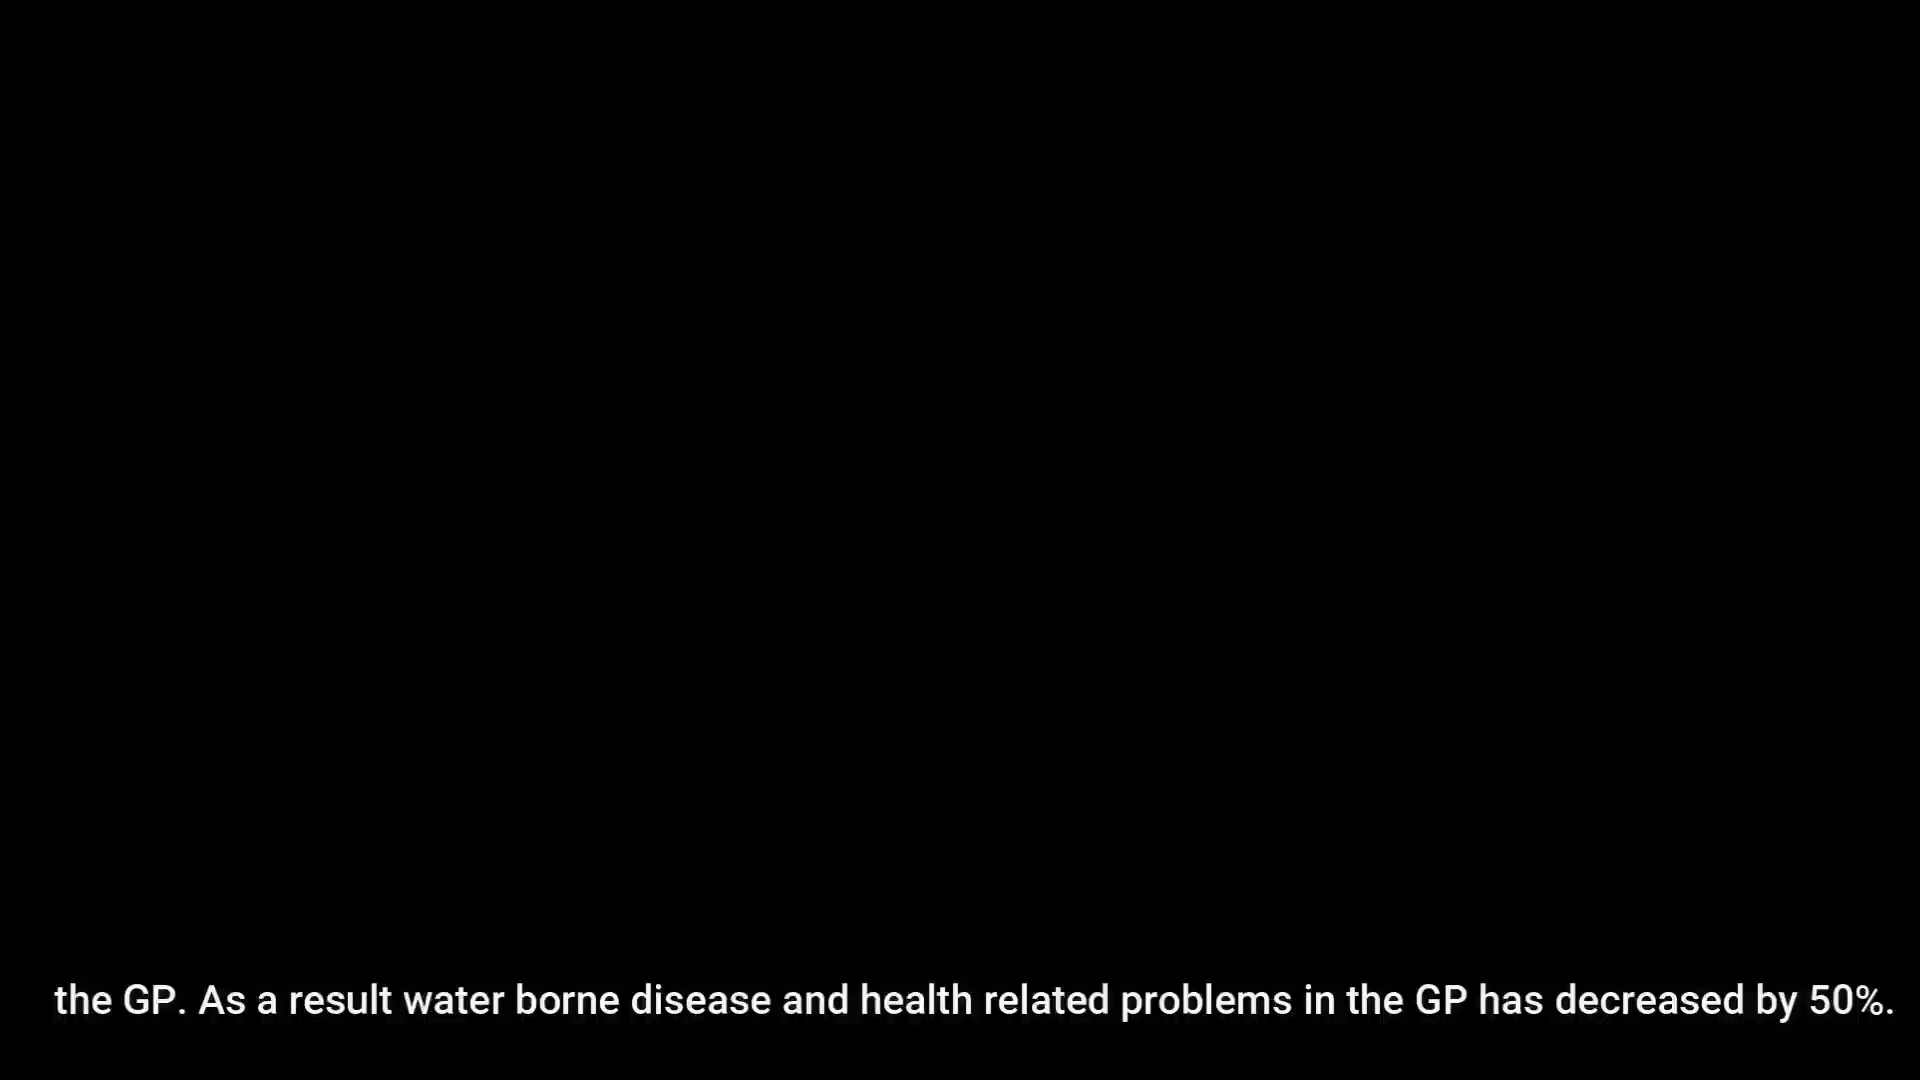 the GP. As a result water borne disease and health related problems in the GP has decreased by 50%.